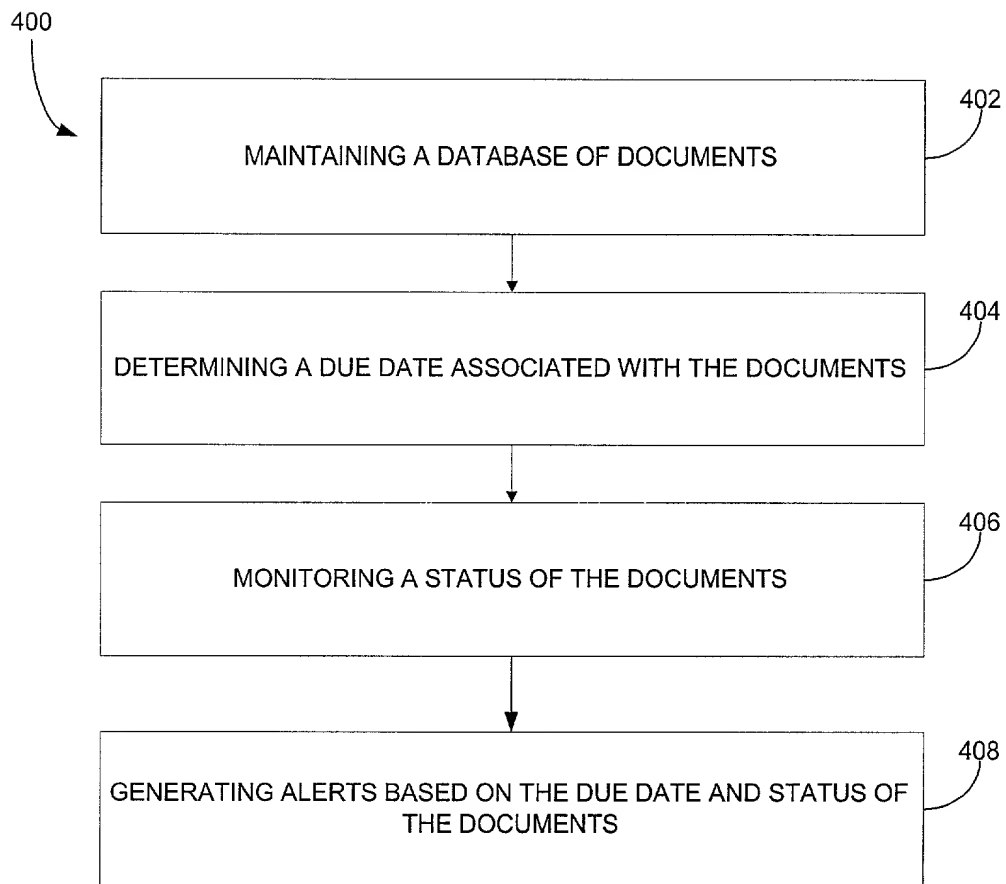 400
402
MAINTAINING A DATABASE OF DOCUMENTS
404
DETERMINING A DUE DATE ASSOCIATED WITH THE DOCUMENTS
406
MONITORING A STATUS OF THE DOCUMENTS
408
GENERATING ALERTS BASED ON THE DUE DATE AND STATUS OF
THE DOCUMENTS